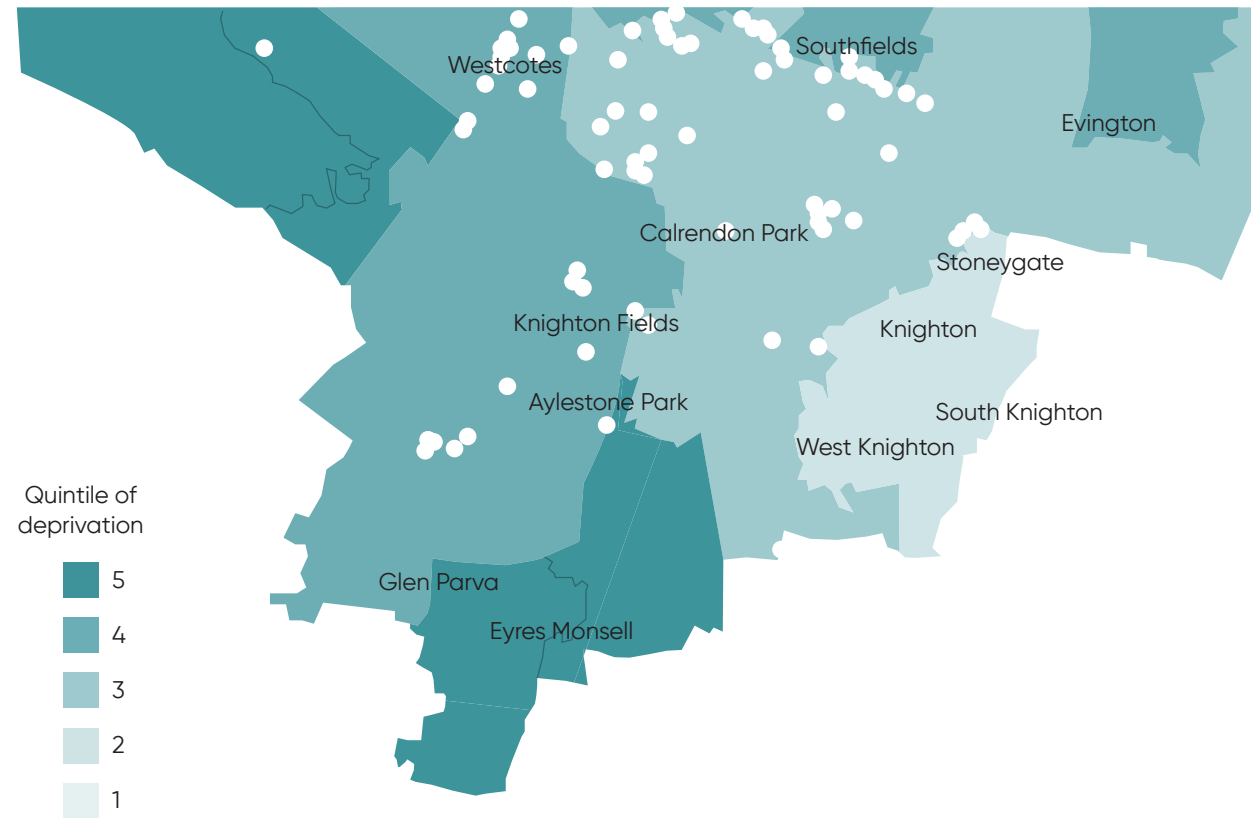 Southfields
Westcotes
Evington
Calrendon Park
Stoneygate
Knighton Fields
Knighton
Aylestone Park
South Knighton
West Knighton
Quintile of
deprivation
5
4
3
2
1
Glen Parva
Eyres Monsell